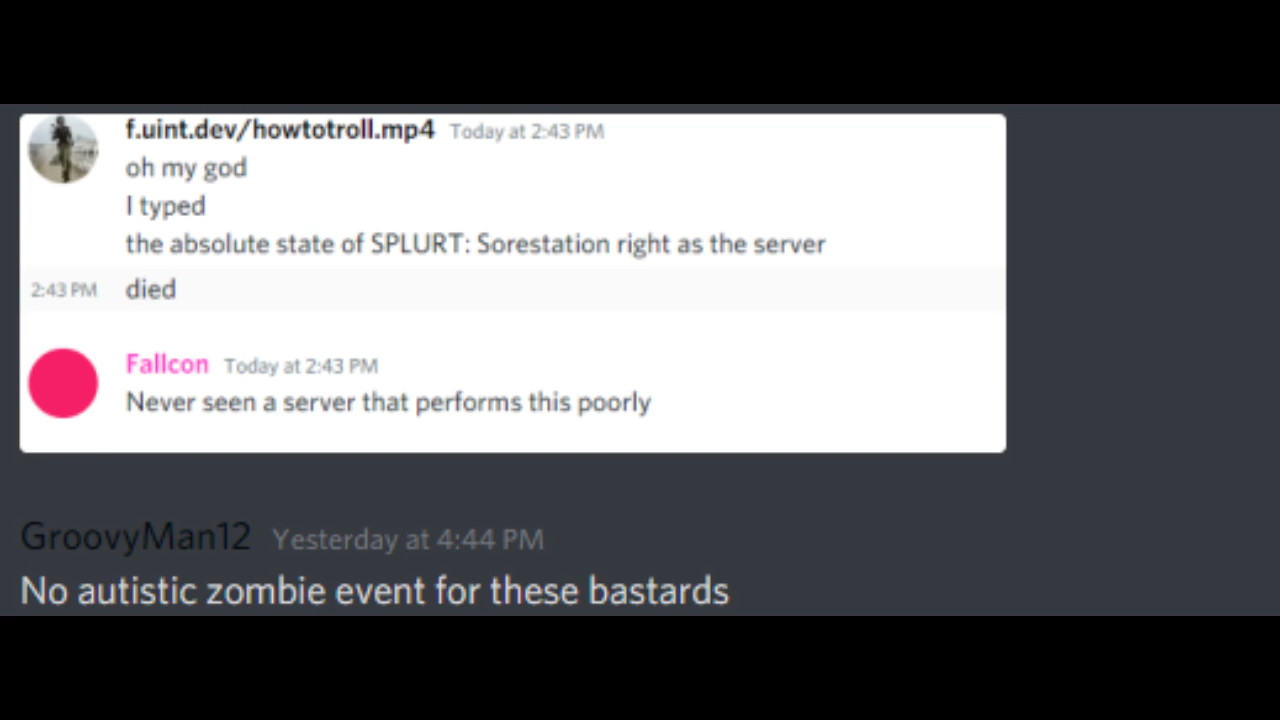 f.uint.dev/howtotroll.mp4 Today at 2:43 PM
oh my god
I typed
the absolute state of SPLURT: Sorestation right as the server
2:43 PM died
Fallcon Today at 2:43 PM
Never seen a server that performs this poorly
GroovyMan12 Yesterday at 4:44 PM
No autistic zombie event for these bastards